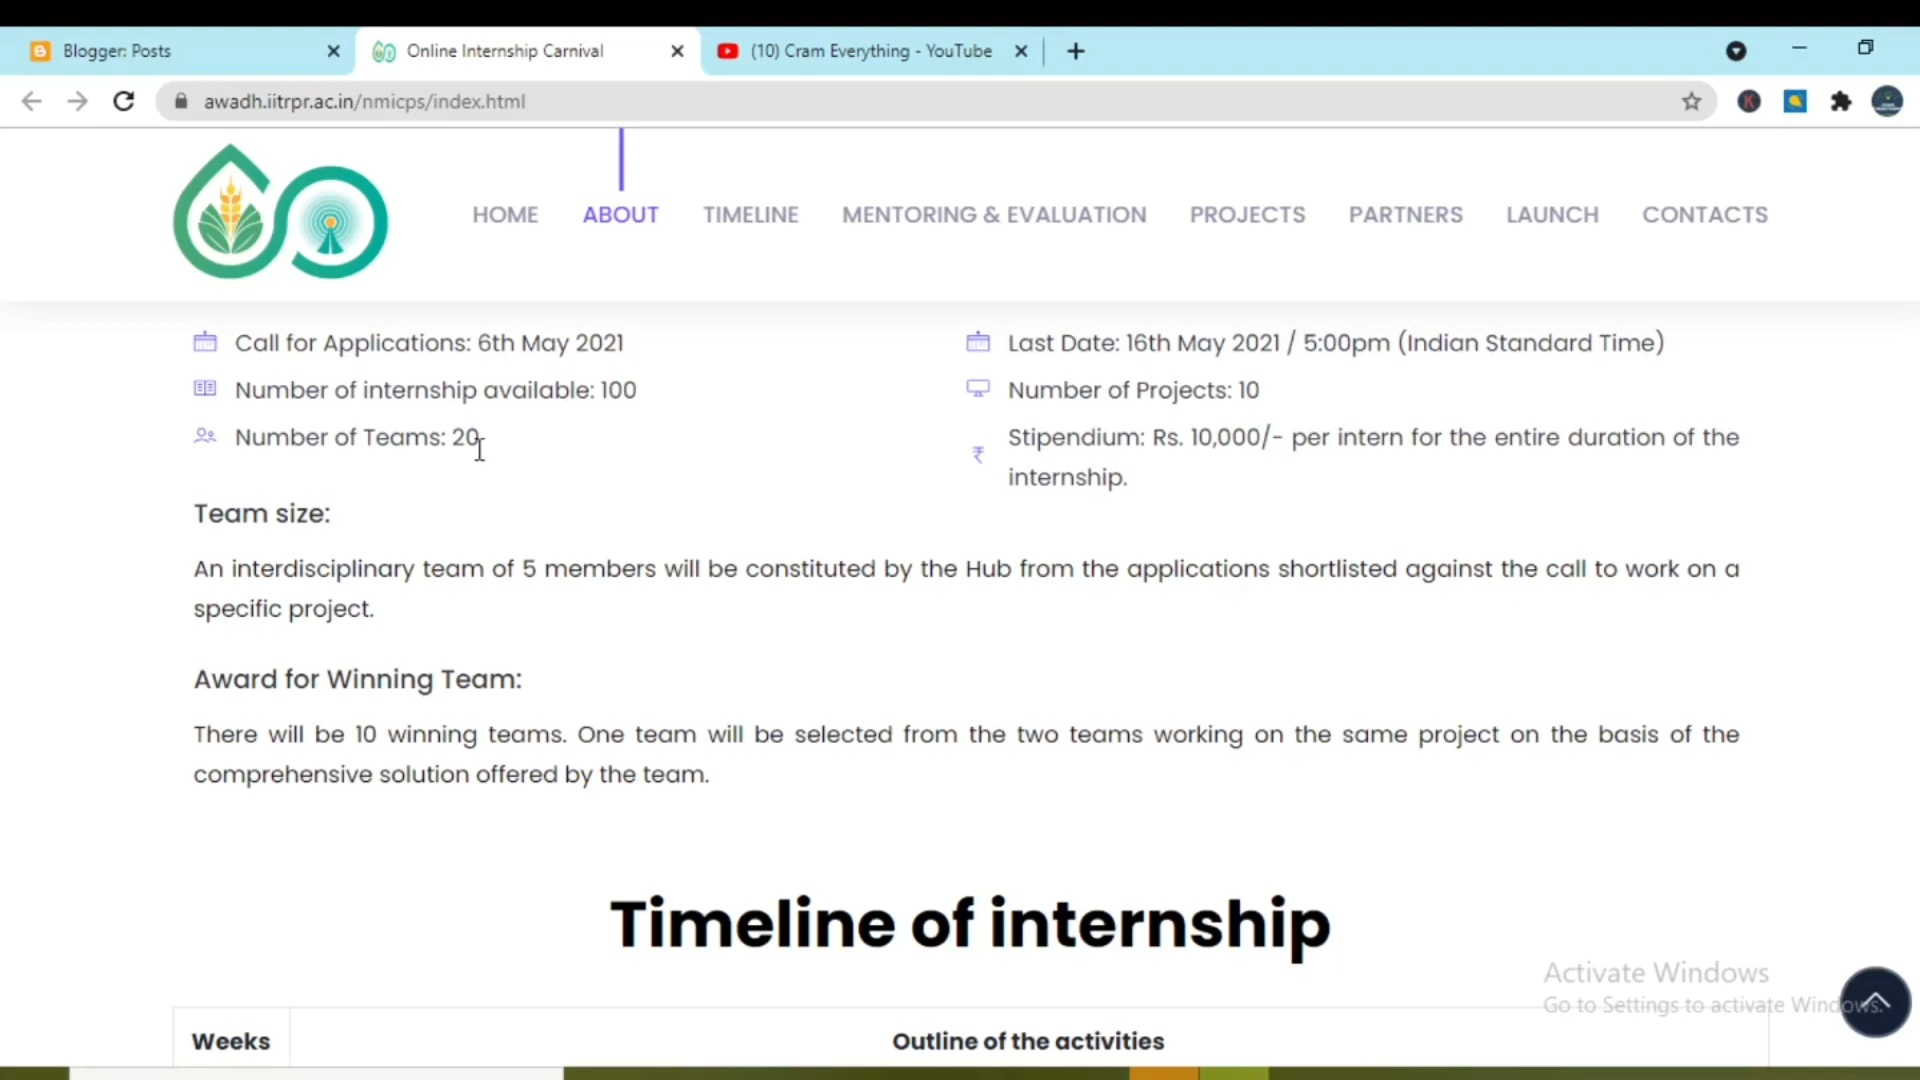 Blogger: Posts
Online Internship Carnival
(10) Cram Everything - YouTube
awadh.iitrpr.ac.in/nmicps/index.html
K
HOME ABOUT TIMELINE MENTORING & EVALUATION PROJECTS PARTNERS LAUNCH CONTACTS
Call for Applications: 6th May 2021
Last Date: 16th May 2021 / 5:00pm (Indian Standard Time)
Number of internship available: 100
Number of Projects: 10
Number of Teams: 20
Stipendium: Rs. 10,000/- per intern for the entire duration of the
internship.
Team size:
An interdisciplinary team of 5 members will be constituted by the Hub from the applications shortlisted against the call to work on a
specific project.
Award for Winning Team:
There will be 10 winning teams. One team will be selected from the two teams working on the same project on the basis of the
comprehensive solution offered by the team.
Timeline of internship
Activate Windows
Go to Settings to activate Windows.
Weeks
Outline of the activities